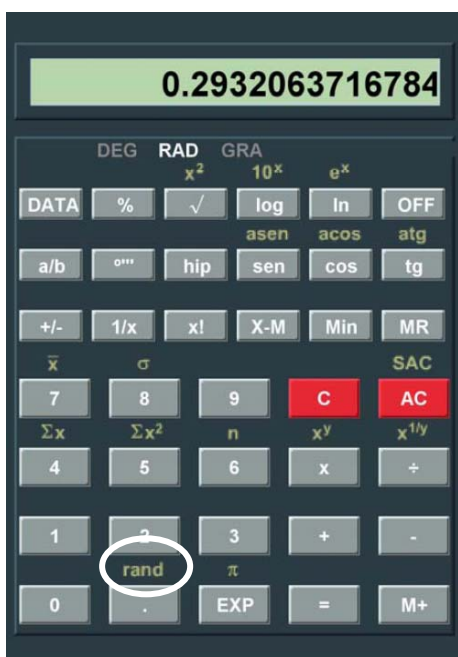 0.2932063716784
DEG RAD GRA
x² 10ˣ eˣ
DATA % √ log ln OFF
asen acos atg
a/b °''' hip sen cos tg
+/- 1/x x! X-M Min MR
x̅ σ SAC
7 8 9 C AC
Σx Σx² n xʸ x¹/ʸ
4 5 6 x ÷
1 2 3 + -
rand π
0 . EXP = M+